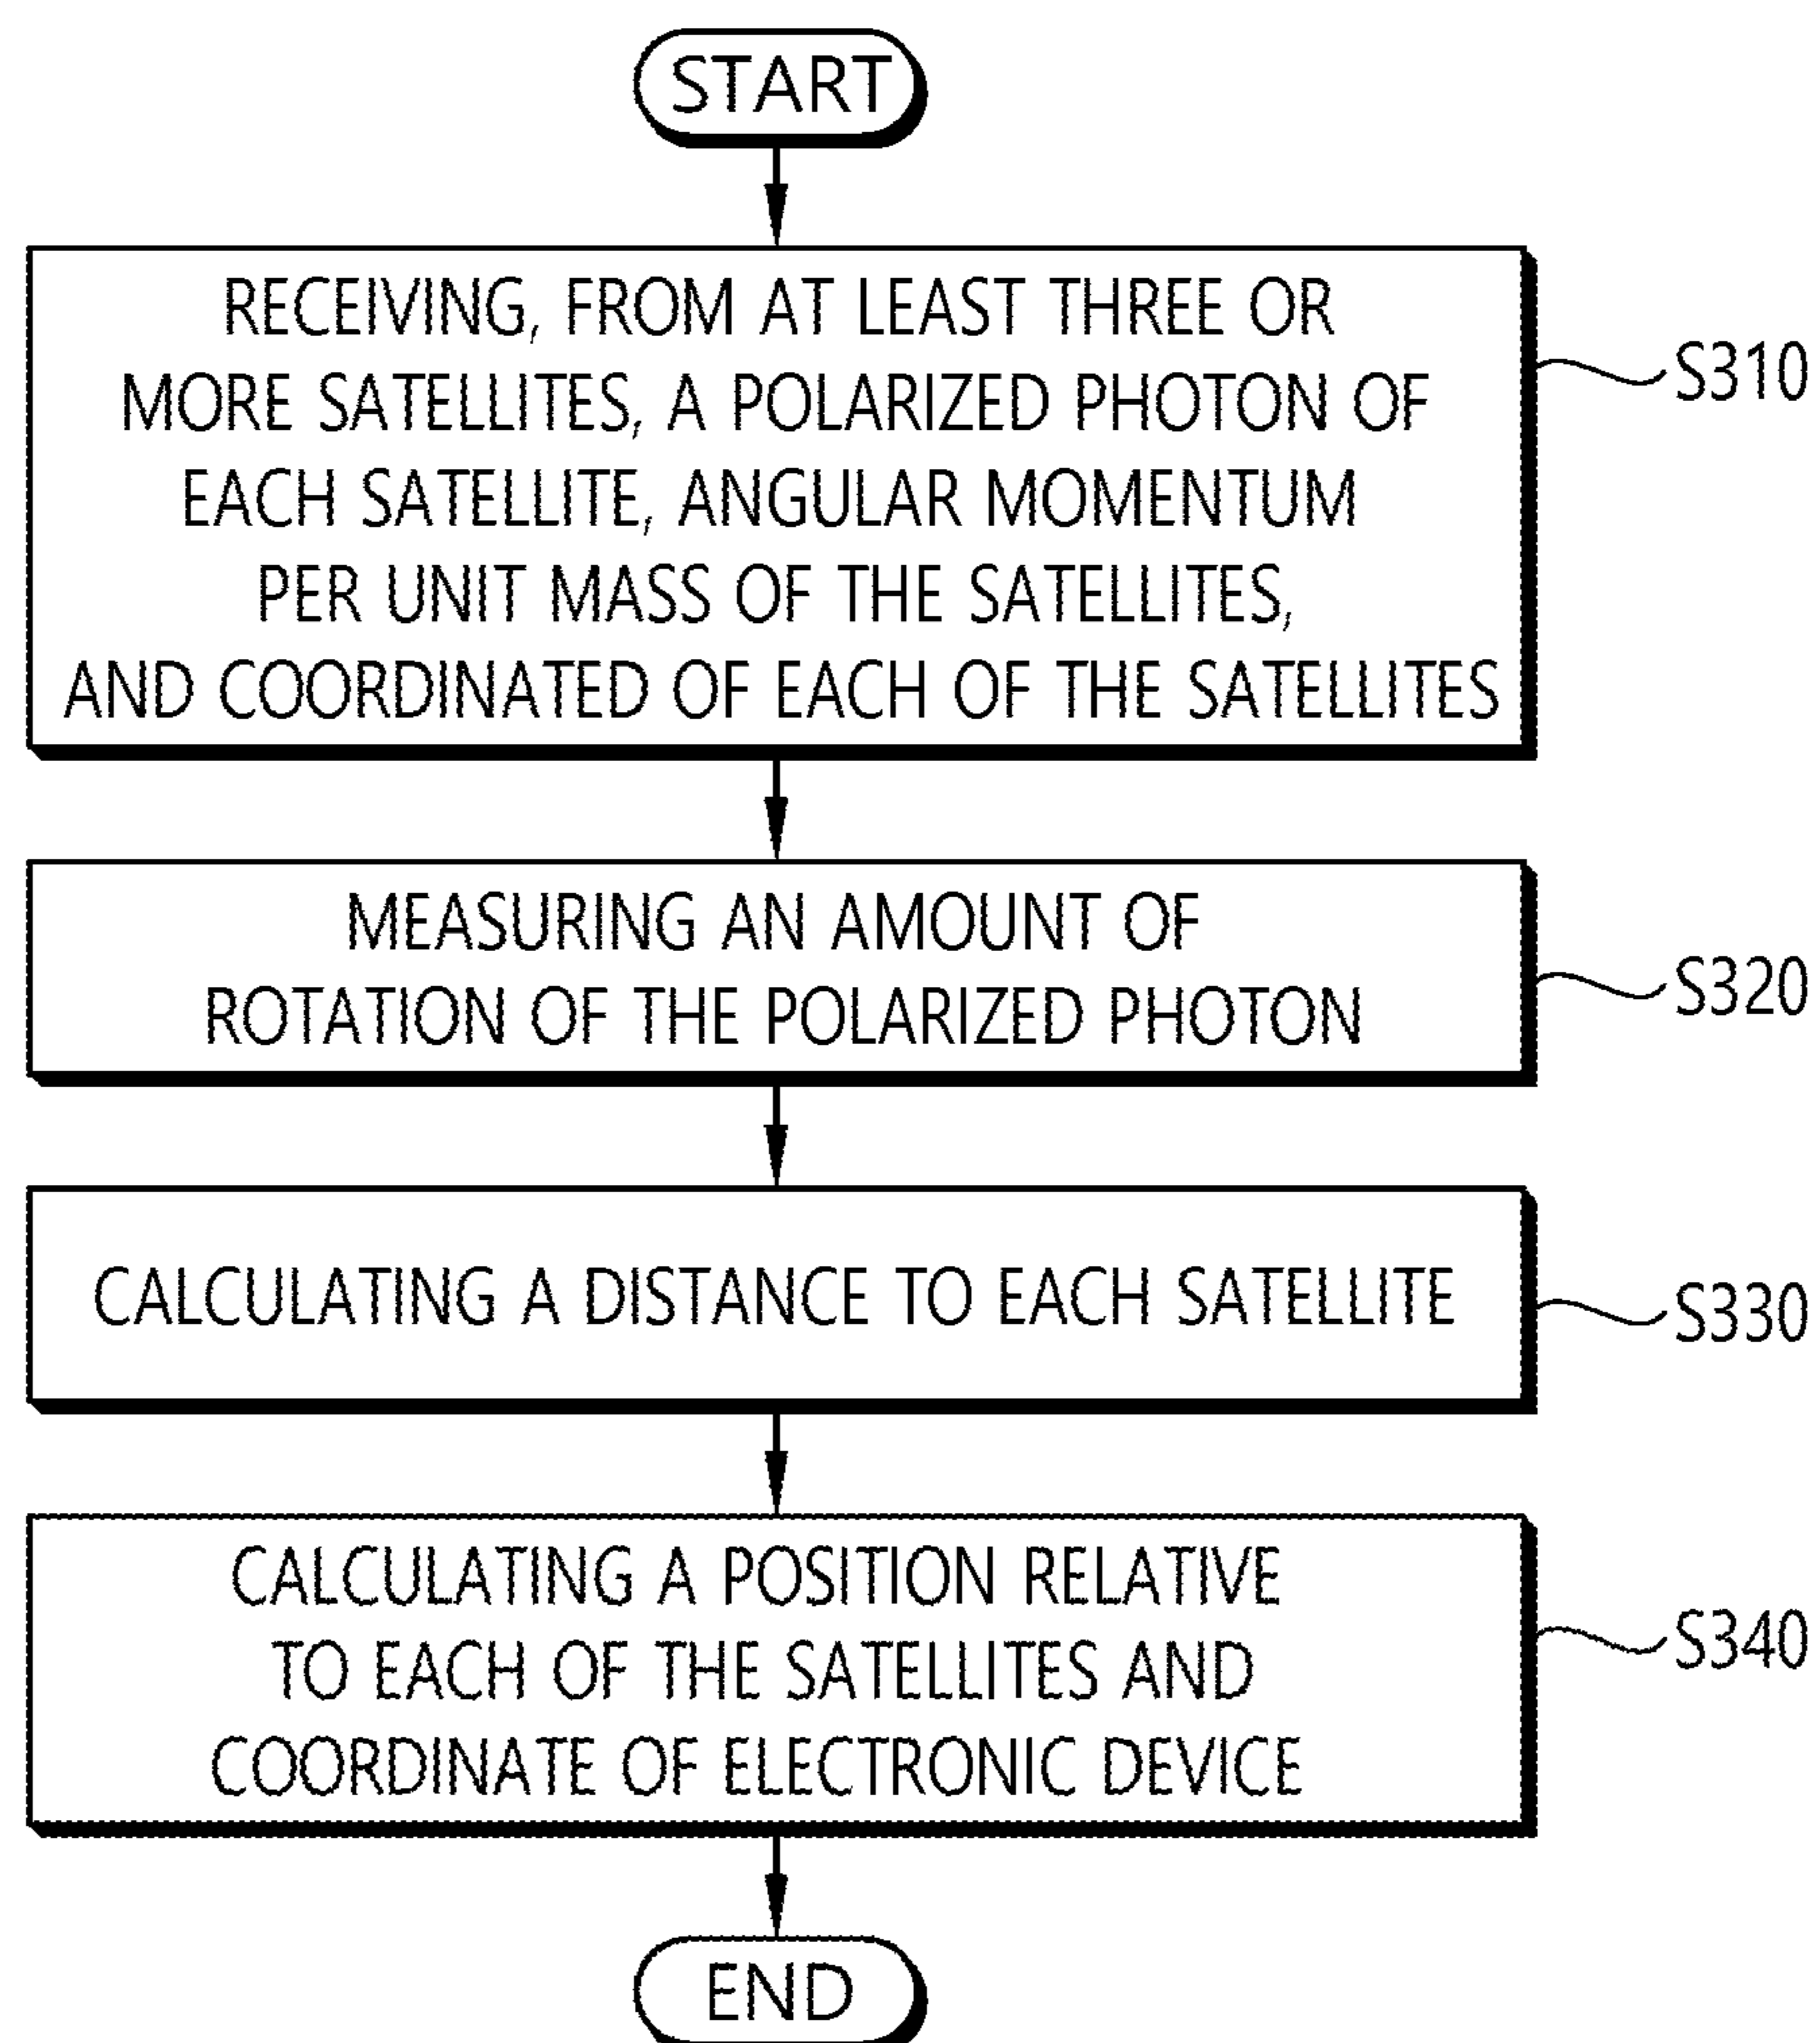 START
RECEIVING, FROM AT LEAST THREE OR
MORE SATELLITES, A POLARIZED PHOTON OF
EACH SATELLITE, ANGULAR MOMENTUM
PER UNIT MASS OF THE SATELLITES,
AND COORDINATED OF EACH OF THE SATELLITES
S310
MEASURING AN AMOUNT OF
ROTATION OF THE POLARIZED PHOTON
S320
CALCULATING A DISTANCE TO EACH SATELLITE
S330
CALCULATING A POSITION RELATIVE
TO EACH OF THE SATELLITES AND
COORDINATE OF ELECTRONIC DEVICE
S340
END